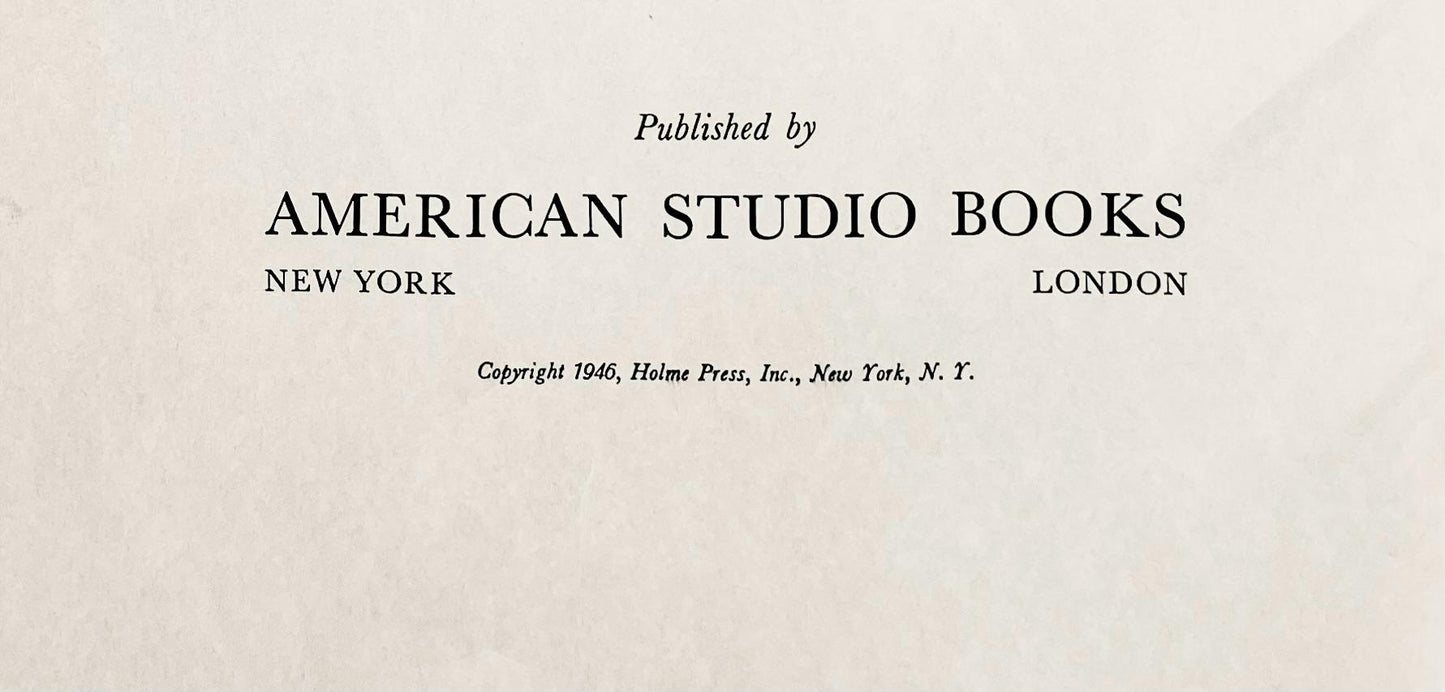 Published by
AMERICAN STUDIO BOOKS
NEW YORK LONDON
Copyright 1946, Holme Press, Inc., New York, N. Y.